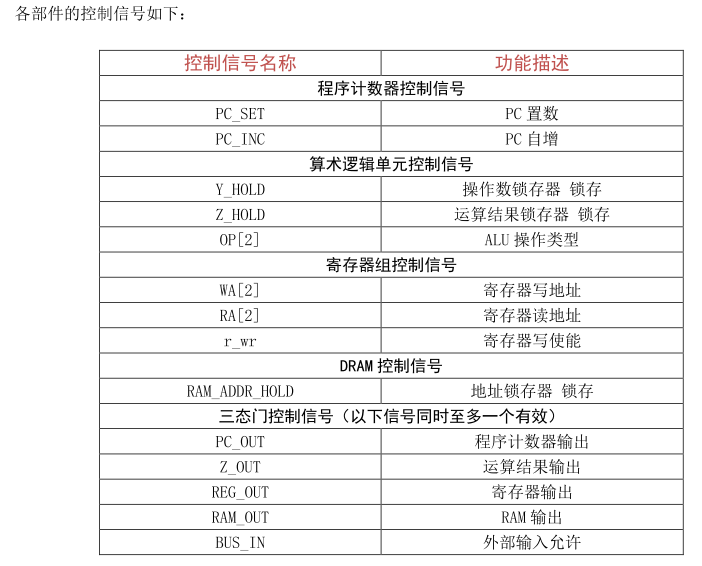 各部件的控制信号如下：
控制信号名称 功能描述
程序计数器控制信号
PC_SET PC 置数
PC_INC PC 自增
算术逻辑单元控制信号
Y_HOLD 操作数锁存器 锁存
Z_HOLD 运算结果锁存器 锁存
OP[2] ALU 操作类型
寄存器组控制信号
WA[2] 寄存器写地址
RA[2] 寄存器读地址
r_wr 寄存器写使能
DRAM 控制信号
RAM_ADDR_HOLD 地址锁存器 锁存
三态门控制信号（以下信号同时至多一个有效）
PC_OUT 程序计数器输出
Z_OUT 运算结果输出
REG_OUT 寄存器输出
RAM_OUT RAM 输出
BUS_IN 外部输入允许